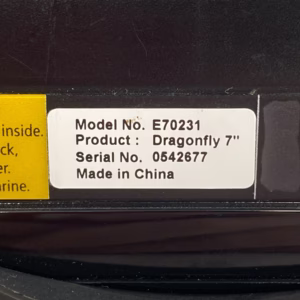 inside.
ck,
er.
arine.
Model No. E70231
Product : Dragonfly 7"
Serial No. 0542677
Made in China